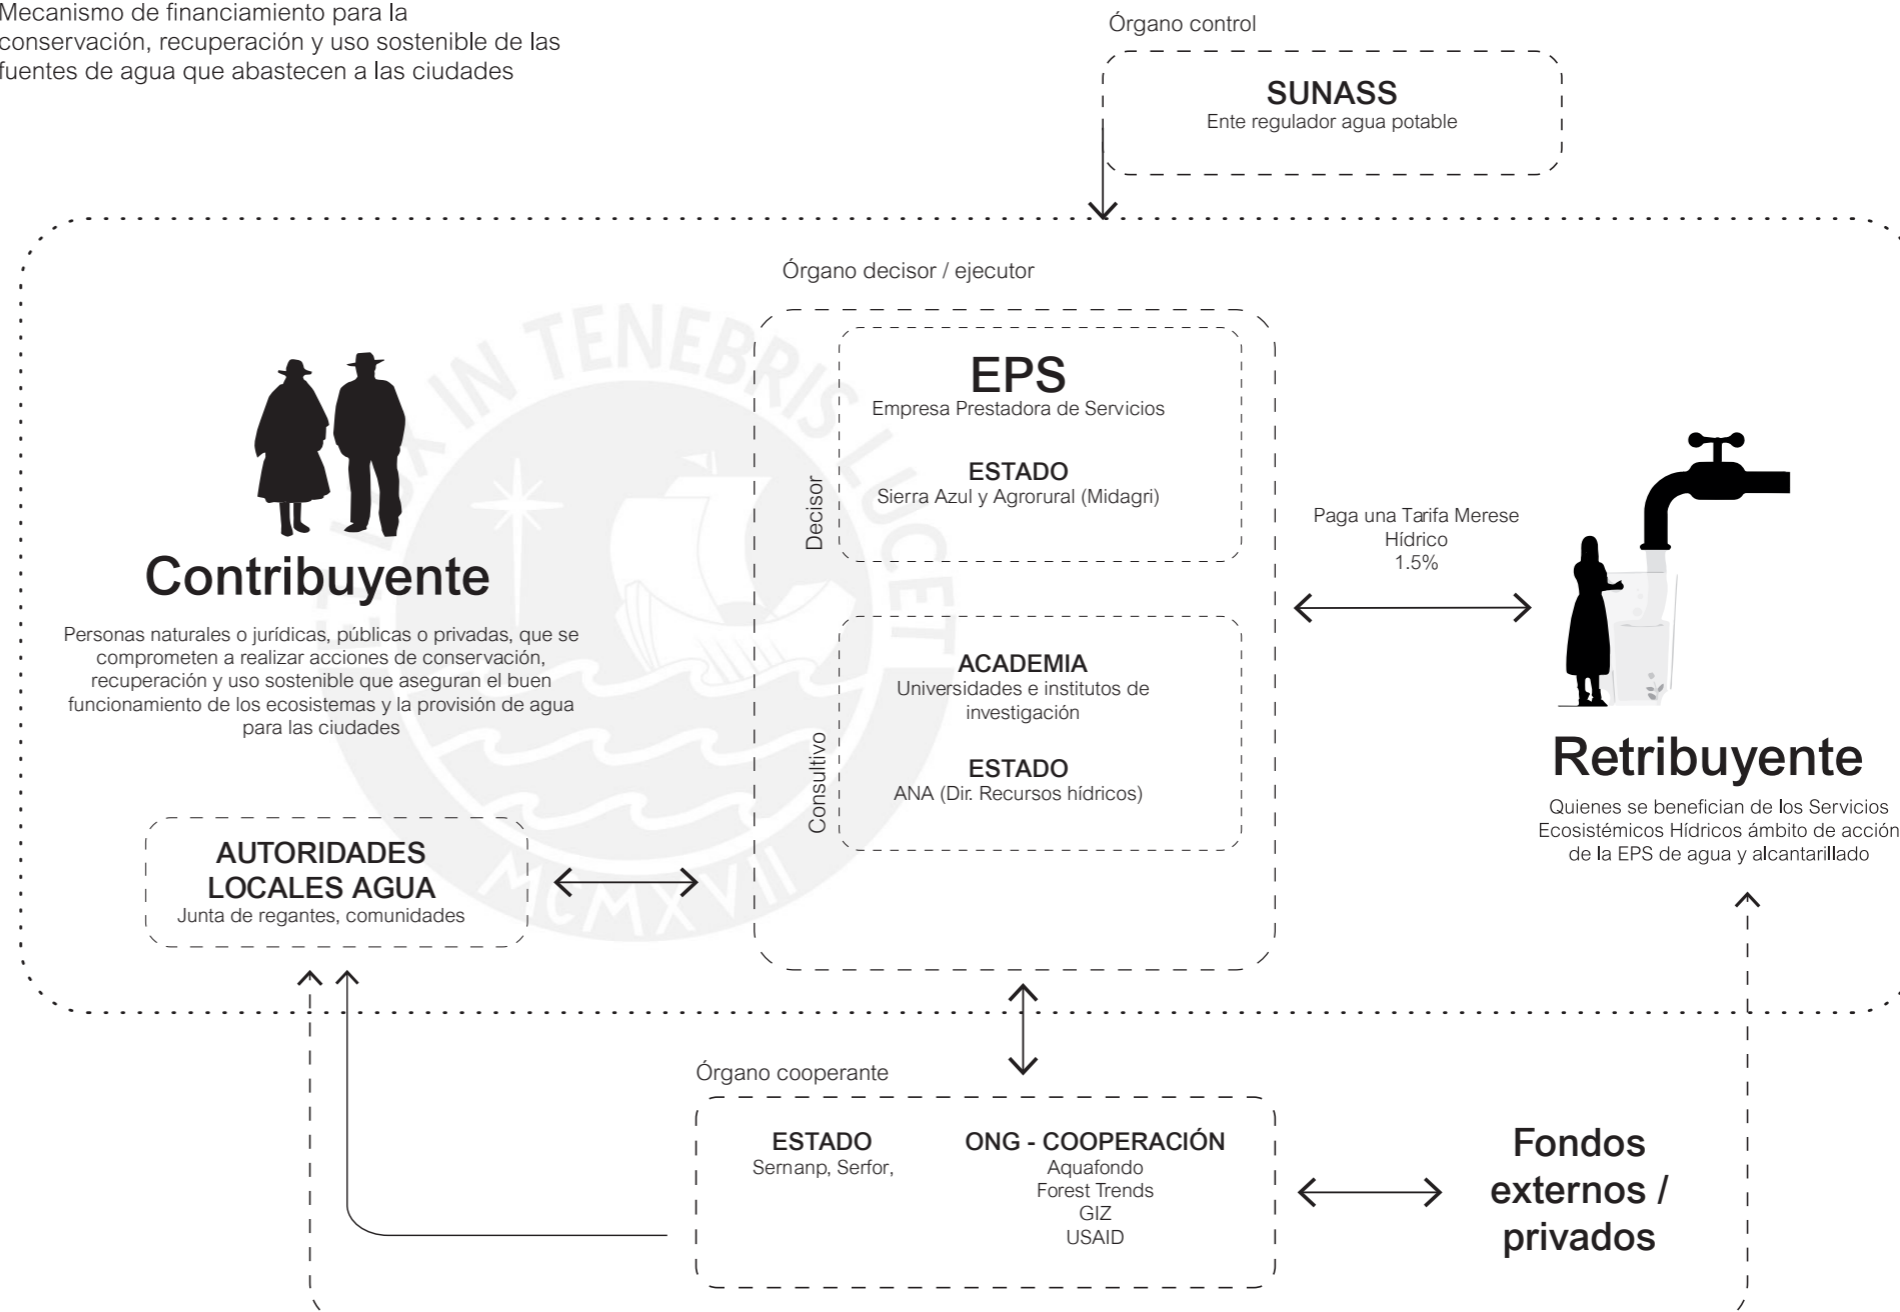 Mecanismo de financiamiento para la
conservación, recuperación y uso sostenible de las
fuentes de agua que abastecen a las ciudades
Órgano control
SUNASS
Ente regulador agua potable
Órgano decisor / ejecutor
Decisor
EPS
Empresa Prestadora de Servicios
ESTADO
Sierra Azul y Agrorural (Midagri)
Consultivo
ACADEMIA
Universidades e institutos de
investigación
ESTADO
ANA (Dir. Recursos hídricos)
Contribuyente
Personas naturales o jurídicas, públicas o privadas, que se
comprometen a realizar acciones de conservación,
recuperación y uso sostenible que aseguran el buen
funcionamiento de los ecosistemas y la provisión de agua
para las ciudades
AUTORIDADES
LOCALES AGUA
Junta de regantes, comunidades
Paga una Tarifa Merese
Hídrico
1.5%
Retribuyente
Quienes se benefician de los Servicios
Ecosistémicos Hídricos ámbito de acción
de la EPS de agua y alcantarillado
Órgano cooperante
ESTADO
Sernanp, Serfor,
ONG - COOPERACIÓN
Aquafondo
Forest Trends
GIZ
USAID
Fondos
externos /
privados
ET LUX IN TENEBRIS LUCET
MCMXVII